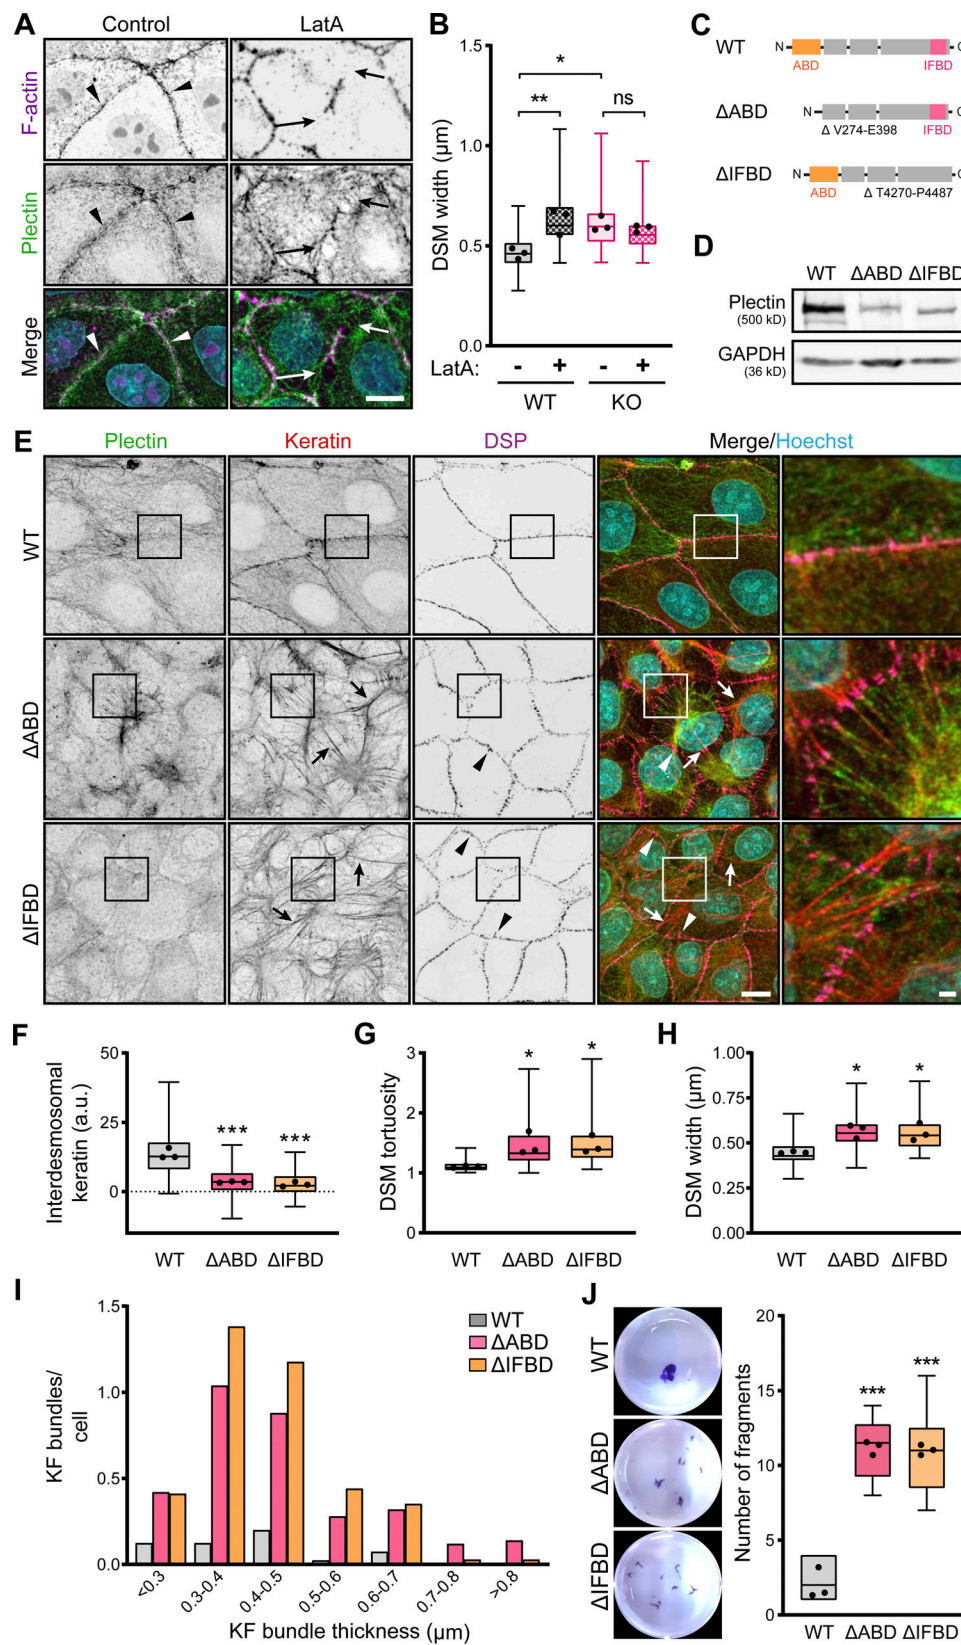 A
Control
LatA
F-actin
Plectin
Merge
B
DSM width (µm)
1.5
1.0
0.5
0.0
*
**
ns
LatA:
-
+
-
+
WT
KO
C
WT
N
C
ABD
IFBD
ΔABD
N
C
Δ V274-E398
IFBD
ΔIFBD
N
C
ABD
Δ T4270-P4487
D
WT
ΔABD
ΔIFBD
Plectin
(500 kD)
GAPDH
(36 kD)
E
Plectin
Keratin
DSP
Merge/Hoechst
WT
ΔABD
ΔIFBD
F
Interdesmosomal
keratin (a.u.)
50
25
0
***
***
WT
ΔABD
ΔIFBD
G
DSM tortuosity
3
2
1
0
*
*
WT
ΔABD
ΔIFBD
H
DSM width (µm)
1.00
0.75
0.50
0.25
0.00
*
*
WT
ΔABD
ΔIFBD
I
KF bundles/
cell
1.5
1.0
0.5
0.0
WT
ΔABD
ΔIFBD
<0.3
0.3-0.4
0.4-0.5
0.5-0.6
0.6-0.7
0.7-0.8
>0.8
KF bundle thickness (µm)
J
WT
ΔABD
ΔIFBD
Number of fragments
20
15
10
5
0
***
***
WT
ΔABD
ΔIFBD